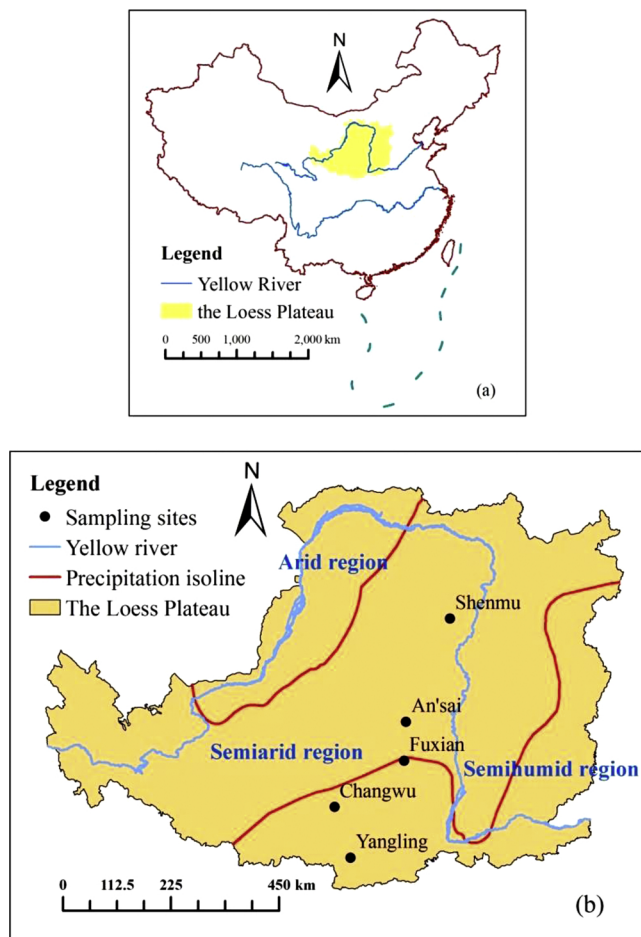 N
Legend
Yellow River
the Loess Plateau
0 500 1,000 2,000 km
(a)
N
Legend
Sampling sites
Yellow river
Precipitation isoline
The Loess Plateau
Arid region
Shenmu
An'sai
Fuxian
Semiarid region
Semihumid region
Changwu
Yangling
0 112.5 225 450 km
(b)